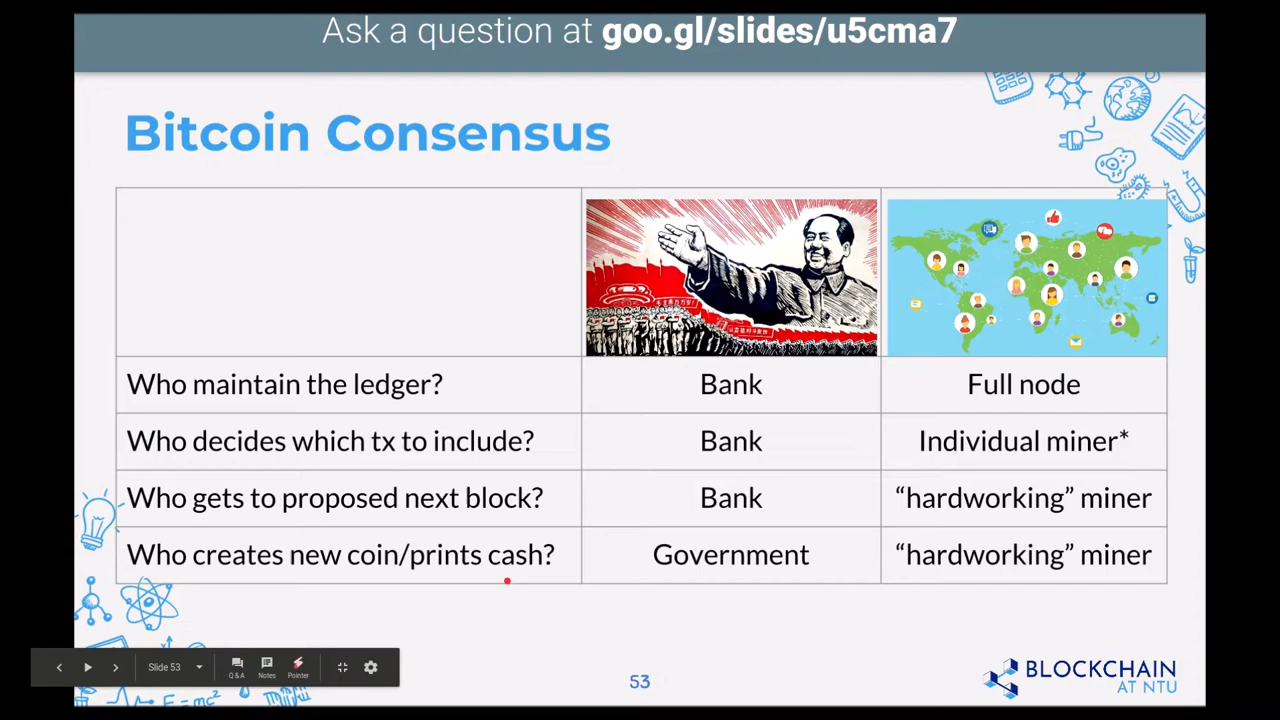 Ask a question at goo.gl/slides/u5cma7
Bitcoin Consensus
Who maintain the ledger? Bank Full node
Who decides which tx to include? Bank Individual miner*
Who gets to proposed next block? Bank “hardworking” miner
Who creates new coin/prints cash? Government “hardworking” miner
E=mc²
Slide 53 Q&A Notes Pointer
53
BLOCKCHAIN
AT NTU